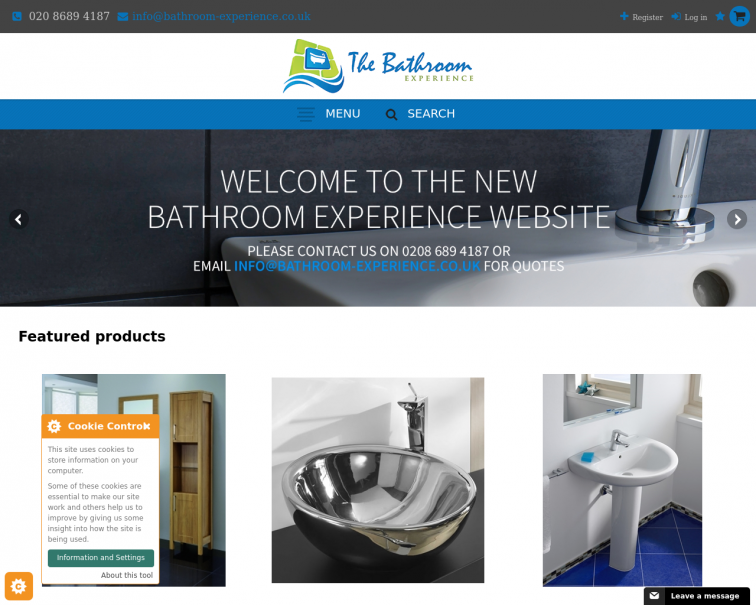 020 8689 4187 info@bathroom-experience.co.uk Register Log in
The Bathroom
EXPERIENCE
MENU SEARCH
WELCOME TO THE NEW
BATHROOM EXPERIENCE WEBSITE
PLEASE CONTACT US ON 0208 689 4187 OR
EMAIL INFO@BATHROOM-EXPERIENCE.CO.UK FOR QUOTES
Featured products
Cookie Control
This site uses cookies to
store information on your
computer.
Some of these cookies are
essential to make our site
work and others help us to
improve by giving us some
insight into how the site is
being used.
Information and Settings
About this tool
Leave a message